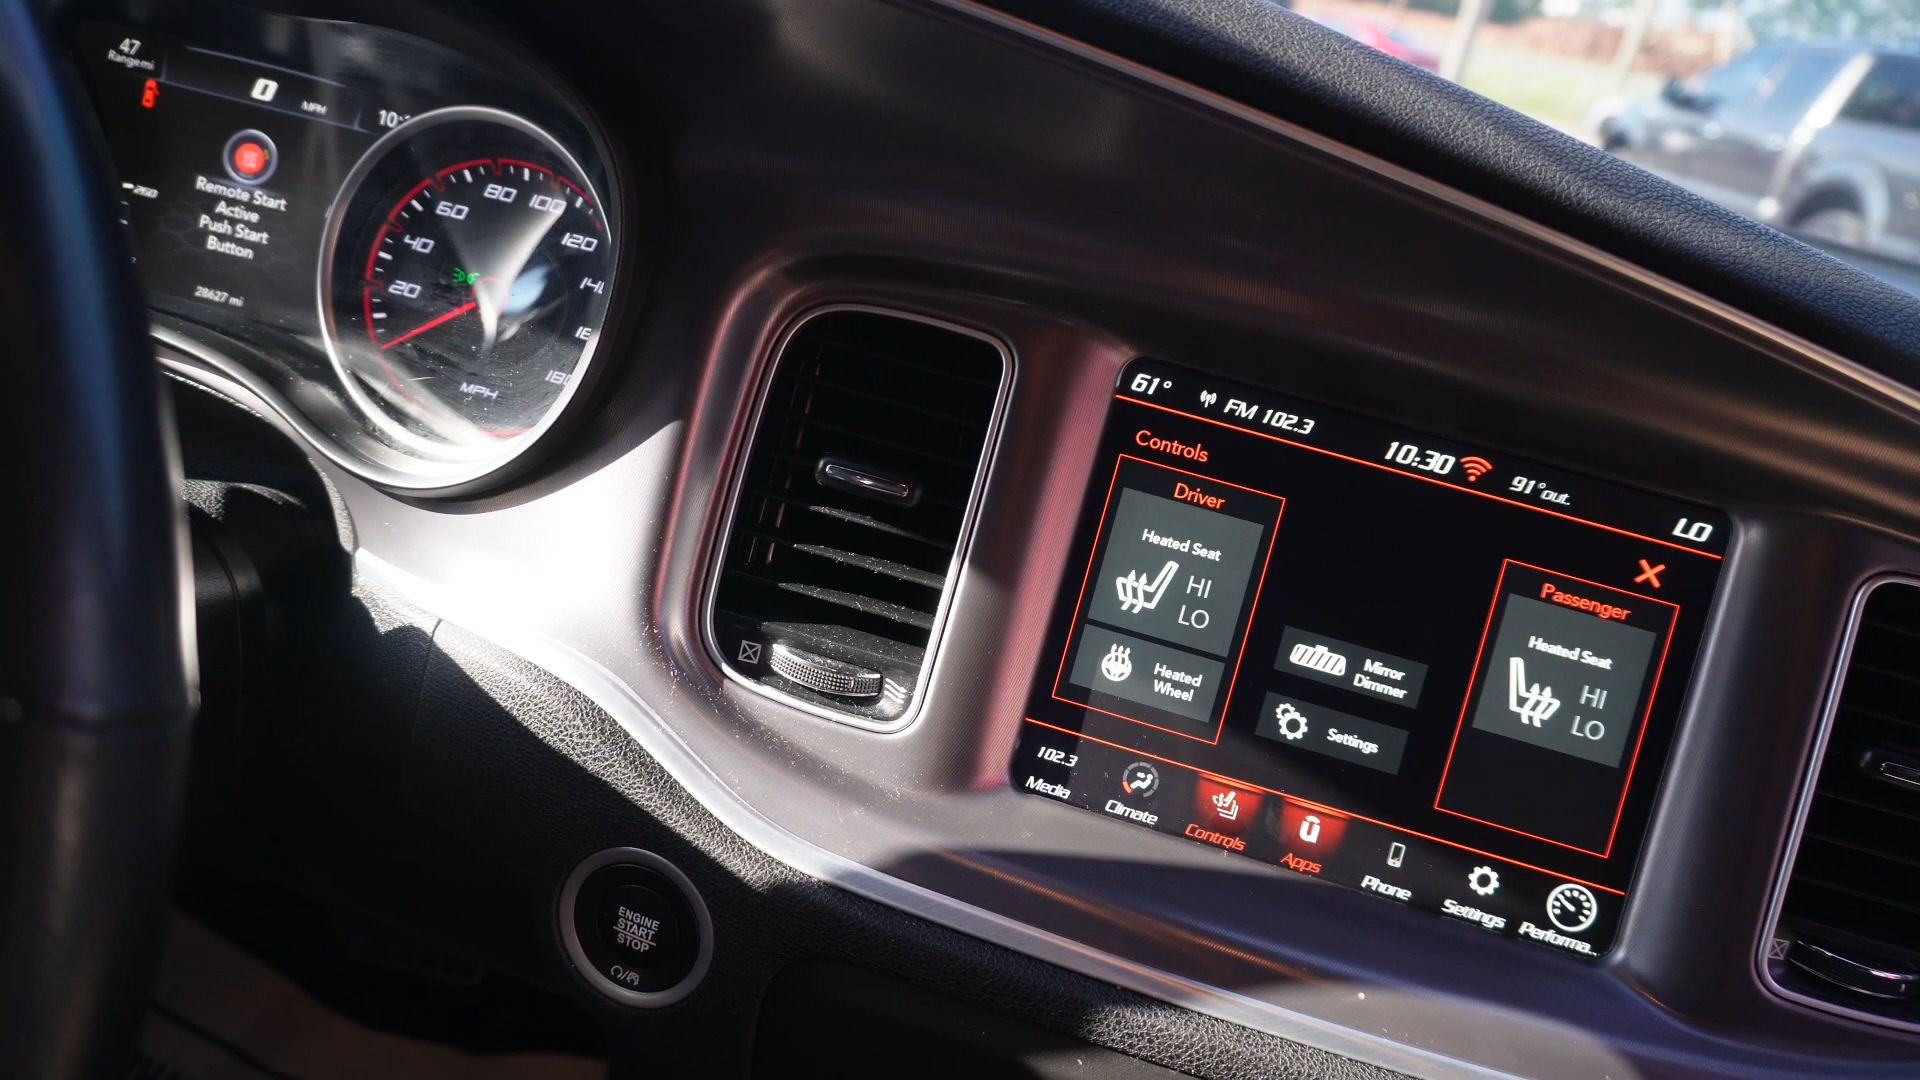 47
Range mi
0 MPH
260
Remote Start
Active
Push Start
Button
28627 mi
20
40
60
80
100
120
MPH
61°
FM 102.3
10:30
91°out.
LO
Controls
Driver
Heated Seat
HI
LO
Heated
Wheel
Mirror
Dimmer
Settings
Passenger
Heated Seat
HI
LO
102.3
Media
Climate
Controls
Apps
Phone
Settings
Performa...
ENGINE
START
STOP